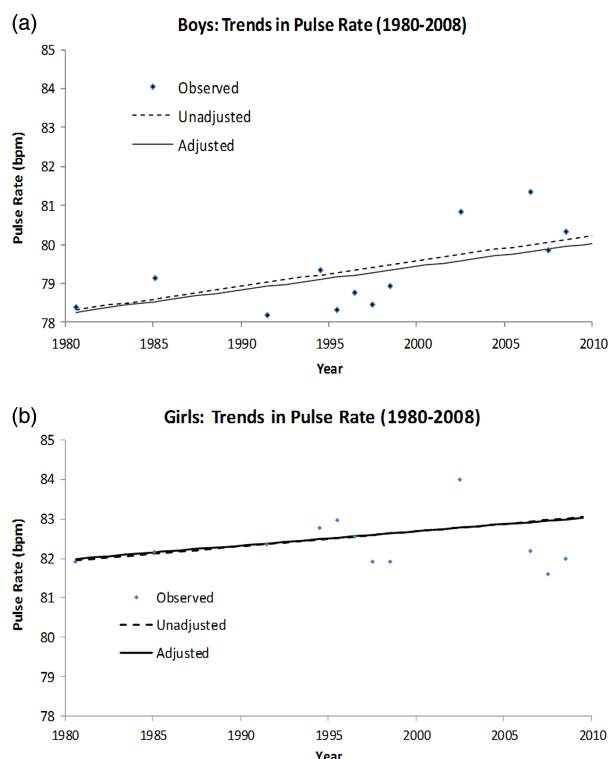 (a)
Boys: Trends in Pulse Rate (1980-2008)
85
84
83
82
81
80
79
78
Pulse Rate (bpm)
Observed
Unadjusted
Adjusted
1980 1985 1990 1995 2000 2005 2010
Year
(b)
Girls: Trends in Pulse Rate (1980-2008)
85
84
83
82
81
80
79
78
Pulse Rate (bpm)
Observed
Unadjusted
Adjusted
1980 1985 1990 1995 2000 2005 2010
Year